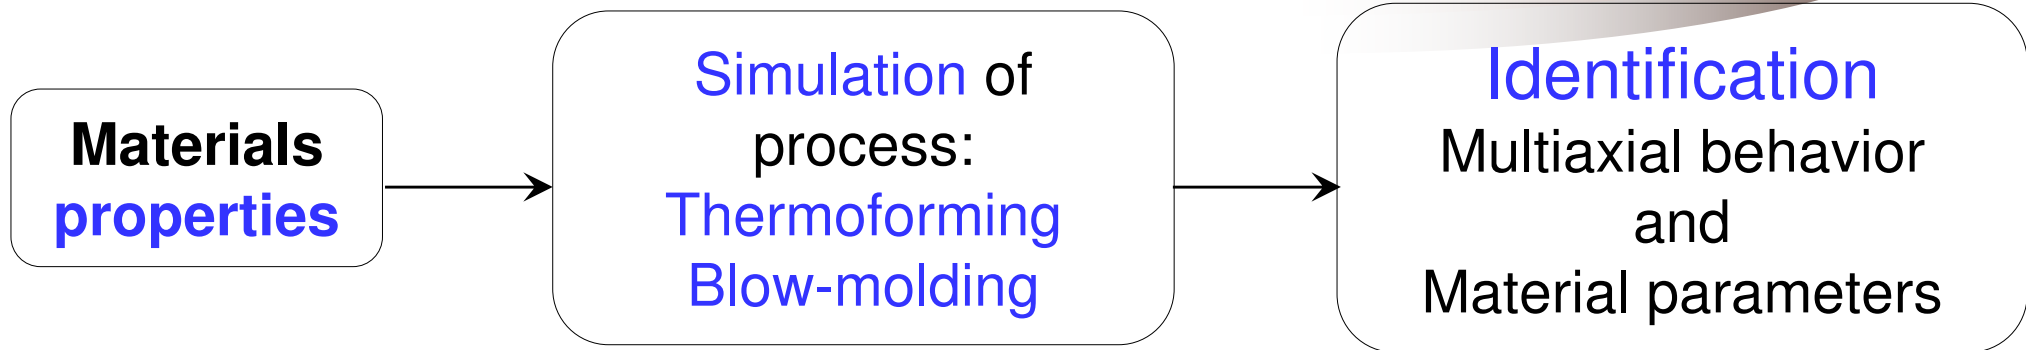 Materials
properties
Simulation of
process:
Thermoforming
Blow-molding
Identification
Multiaxial behavior
and
Material parameters